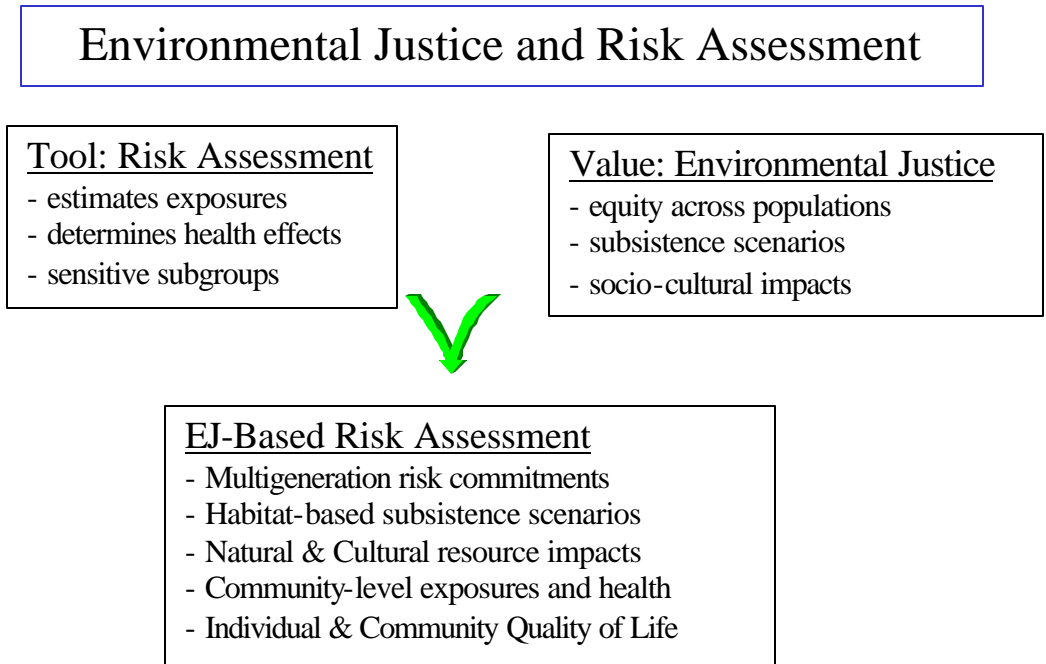 Environmental Justice and Risk Assessment
Tool: Risk Assessment
- estimates exposures
- determines health effects
- sensitive subgroups
Value: Environmental Justice
- equity across populations
- subsistence scenarios
- socio-cultural impacts
EJ-Based Risk Assessment
- Multigeneration risk commitments
- Habitat-based subsistence scenarios
- Natural & Cultural resource impacts
- Community-level exposures and health
- Individual & Community Quality of Life